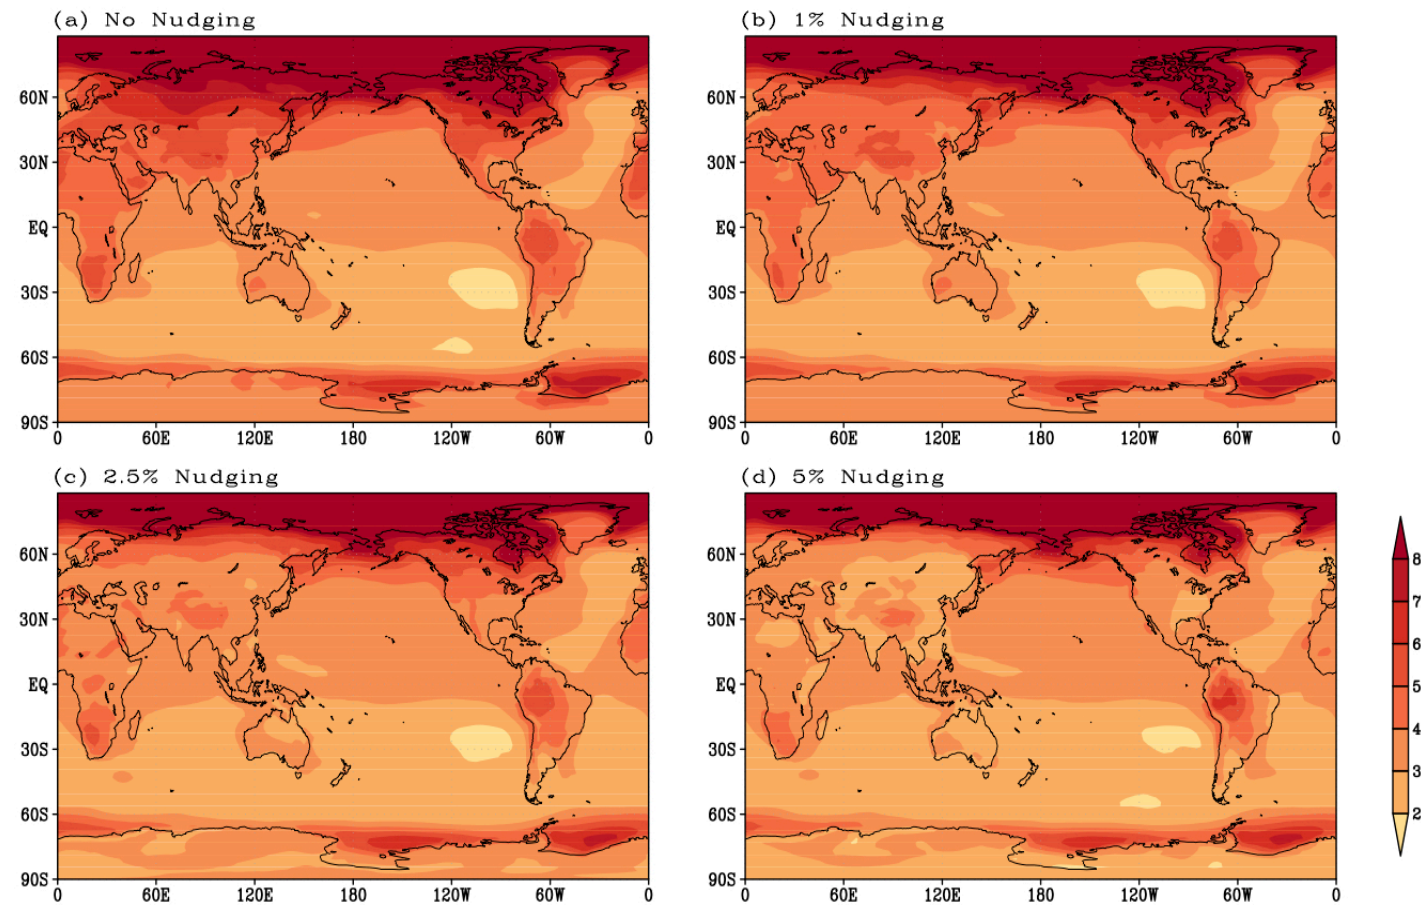 (a) No Nudging
(b) 1% Nudging
60N
30N
EQ
30S
60S
90S
0 60E 120E 180 120W 60W 0
60N
30N
EQ
30S
60S
90S
0 60E 120E 180 120W 60W 0
(c) 2.5% Nudging
(d) 5% Nudging
60N
30N
EQ
30S
60S
90S
0 60E 120E 180 120W 60W 0
60N
30N
EQ
30S
60S
90S
0 60E 120E 180 120W 60W 0
8
7
6
5
4
3
2